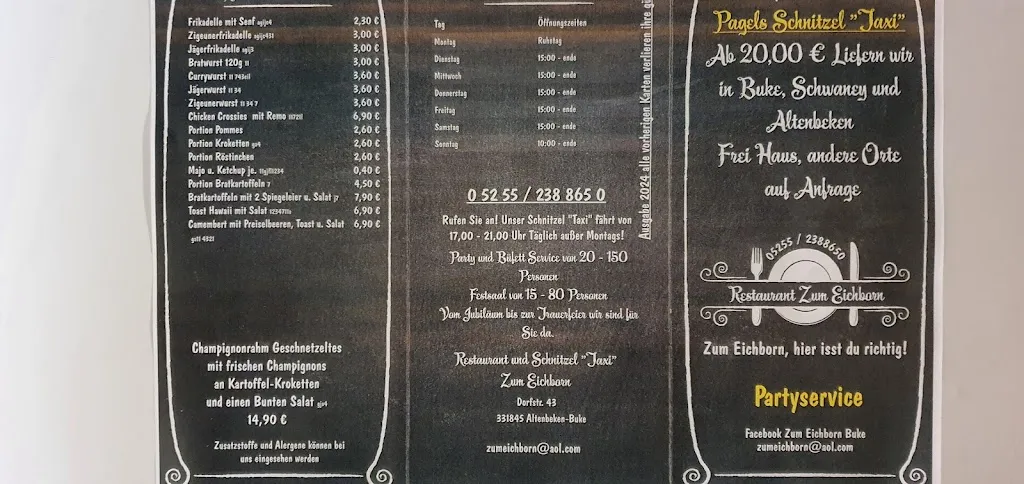 Frikadelle mit Senf 2,30 €
Zigeunerfrikadelle 3,00 €
Jägerfrikadelle 3,00 €
Bratwurst 120g 11 3,00 €
Currywurst 3,60 €
Jägerwurst 11 34 3,60 €
Zigeunerwurst 11 34 7 3,60 €
Chicken Crossies mit Remo 6,90 €
Portion Pommes 2,60 €
Portion Kroketten 2,60 €
Portion Röstinchen 2,60 €
Majo u. Ketchup je. 0,40 €
Portion Bratkartoffeln 7 4,50 €
Bratkartoffeln mit 2 Spiegeleier u. Salat 7,90 €
Toast Hawaii mit Salat 6,90 €
Camembert mit Preiselbeeren, Toast u. Salat 6,90 €
4321
Champignonrahm Geschnetzeltes
mit frischen Champignons
an Kartoffel-Kroketten
und einen Bunten Salat
14,90 €
Zusatzstoffe und Alergene können bei
uns eingesehen werden
Tag Öffnungszeiten
Montag Ruhetag
Dienstag 15:00 - ende
Mittwoch 15:00 - ende
Donnerstag 15:00 - ende
Freitag 15:00 - ende
Samstag 15:00 - ende
Sonntag 10:00 - ende
0 52 55 / 238 865 0
Rufen Sie an! Unser Schnitzel "Taxi" fährt von
17,00 - 21,00 Uhr Täglich außer Montags!
Party und Büfett Service von 20 - 150
Personen
Festsaal von 15 - 80 Personen
Vom Jubiläum bis zur Trauerfeier wir sind für
Sie da.
Restaurant und Schnitzel "Taxi"
Zum Eichborn
Dorfstr. 43
331845 Altenbeken-Buke
zumeichborn@aol.com
Ausgabe 2024 alle vorherigen Karten verlieren ihre
Pagels Schnitzel "Taxi"
Ab 20,00 € Liefern wir
in Buke, Schwaney und
Altenbeken
Frei Haus, andere Orte
auf Anfrage
05255 / 2388650
Restaurant Zum Eichborn
Zum Eichborn, hier isst du richtig!
Partyservice
Facebook Zum Eichborn Buke
zumeichborn@aol.com